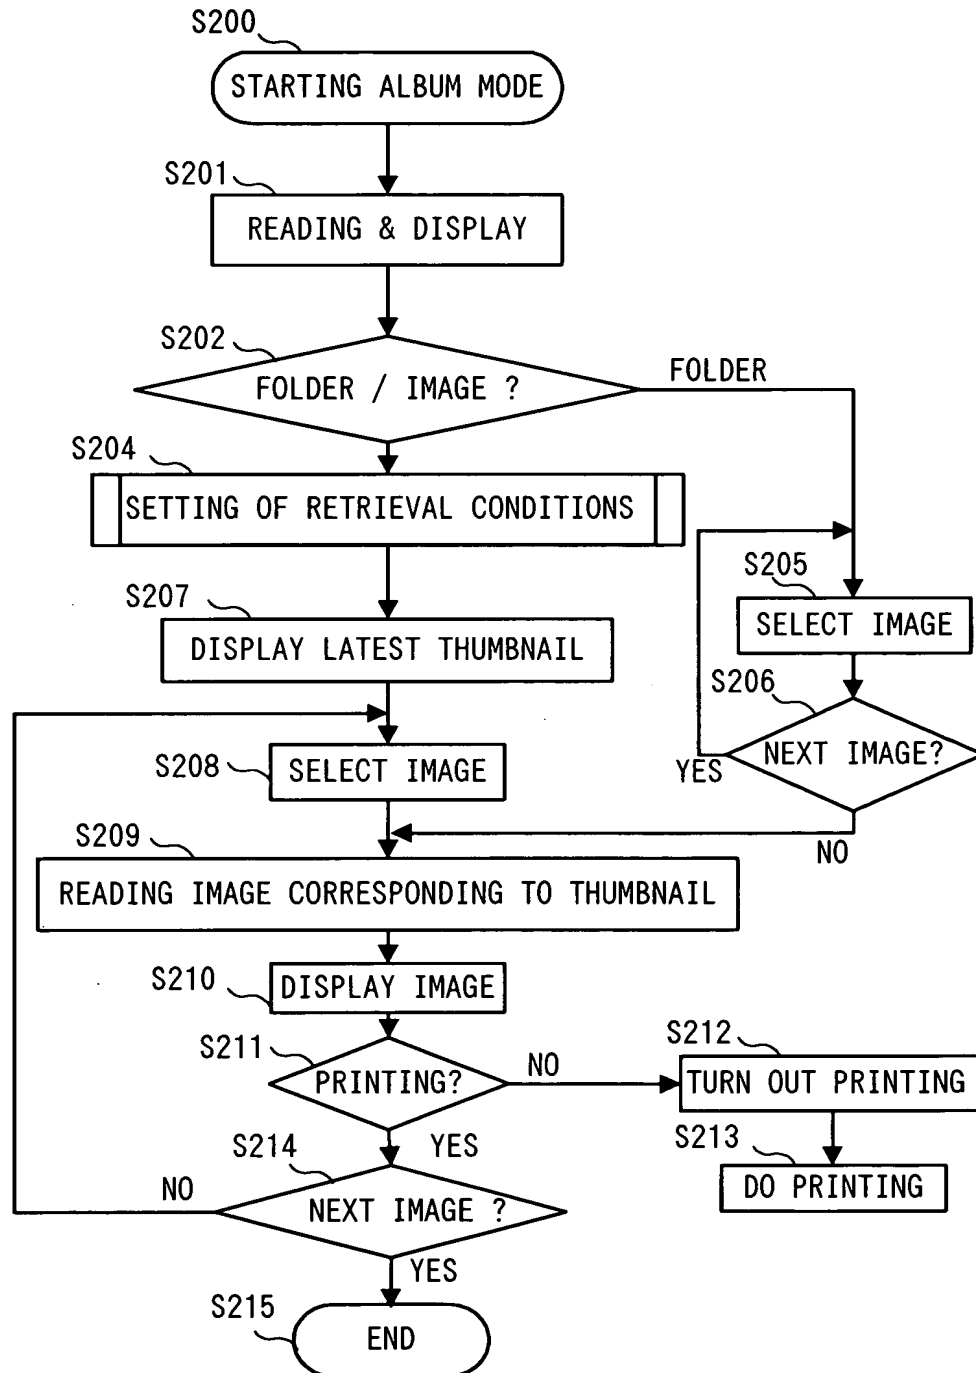 S200
STARTING ALBUM MODE
S201
READING & DISPLAY
S202
FOLDER / IMAGE ?
FOLDER
S204
SETTING OF RETRIEVAL CONDITIONS
S205
SELECT IMAGE
S207
DISPLAY LATEST THUMBNAIL
S206
NEXT IMAGE?
YES
NO
S208
SELECT IMAGE
S209
READING IMAGE CORRESPONDING TO THUMBNAIL
S210
DISPLAY IMAGE
S211
PRINTING?
NO
S212
TURN OUT PRINTING
S213
DO PRINTING
YES
S214
NEXT IMAGE ?
NO
YES
S215
END